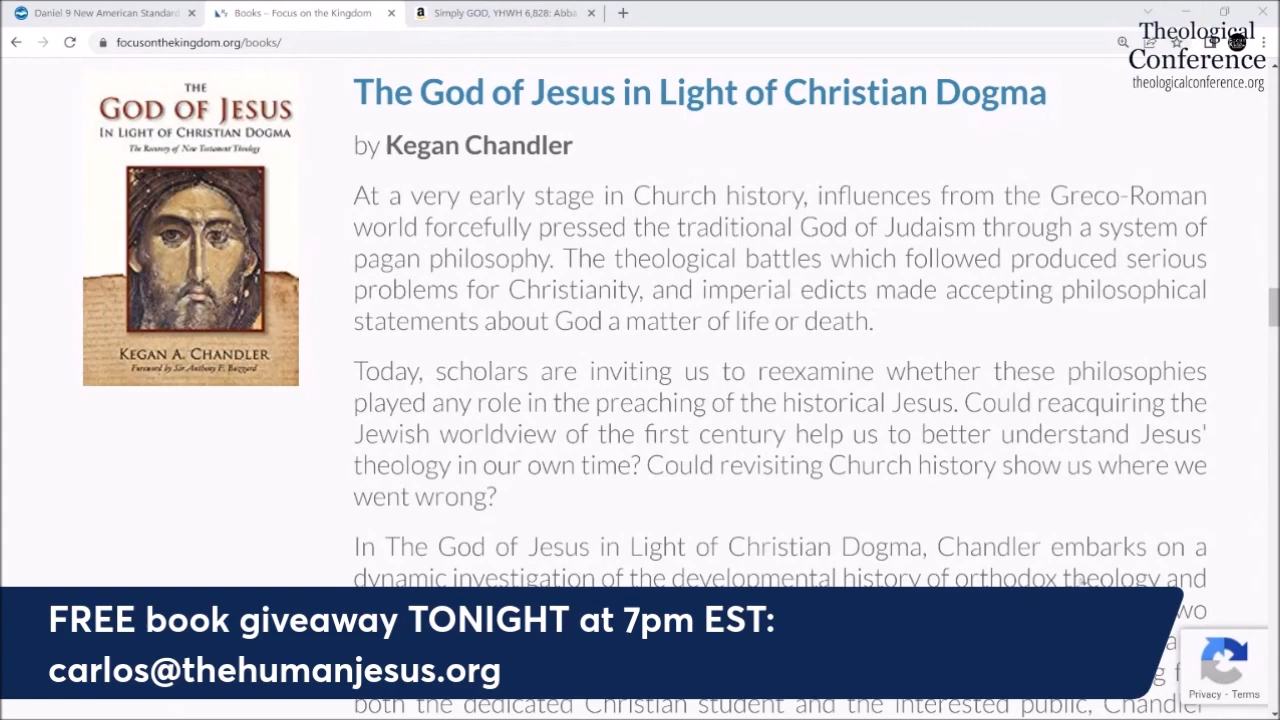 Daniel 9 New American Standard
Books – Focus on the Kingdom
Simply GOD, YHWH 6,828: Abba
focusonthekingdom.org/books/
Theological
Conference
theologicalconference.org
THE
GOD OF JESUS
IN LIGHT OF CHRISTIAN DOGMA
The Recovery of New Testament Theology
KEGAN A. CHANDLER
Foreword by Sir Anthony F. Buzzard
The God of Jesus in Light of Christian Dogma
by Kegan Chandler
At a very early stage in Church history, influences from the Greco-Roman
world forcefully pressed the traditional God of Judaism through a system of
pagan philosophy. The theological battles which followed produced serious
problems for Christianity, and imperial edicts made accepting philosophical
statements about God a matter of life or death.
Today, scholars are inviting us to reexamine whether these philosophies
played any role in the preaching of the historical Jesus. Could reacquiring the
Jewish worldview of the first century help us to better understand Jesus'
theology in our own time? Could revisiting Church history show us where we
went wrong?
In The God of Jesus in Light of Christian Dogma, Chandler embarks on a
dynamic investigation of the developmental history of orthodox theology and
both the dedicated Christian student and the interested public, Chandler
FREE book giveaway TONIGHT at 7pm EST:
carlos@thehumanjesus.org
Privacy - Terms